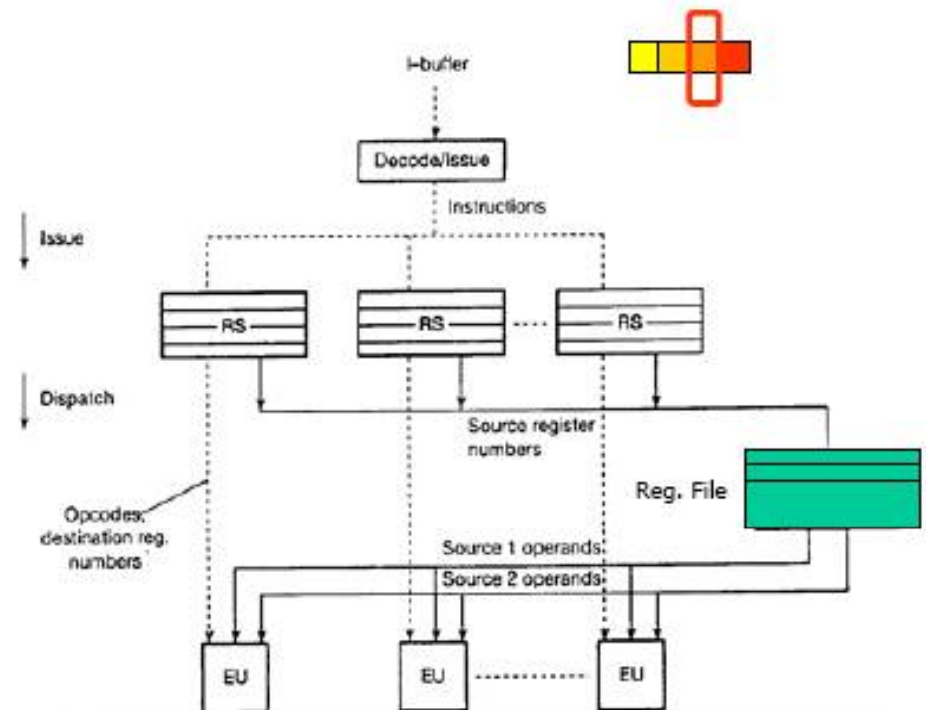 I-buffer
Decode/Issue
Instructions
Issue
RS
RS
RS
Dispatch
Source register
numbers
Reg. File
Opcodes,
destination reg.
numbers
Source 1 operands
Source 2 operands
EU
EU
EU